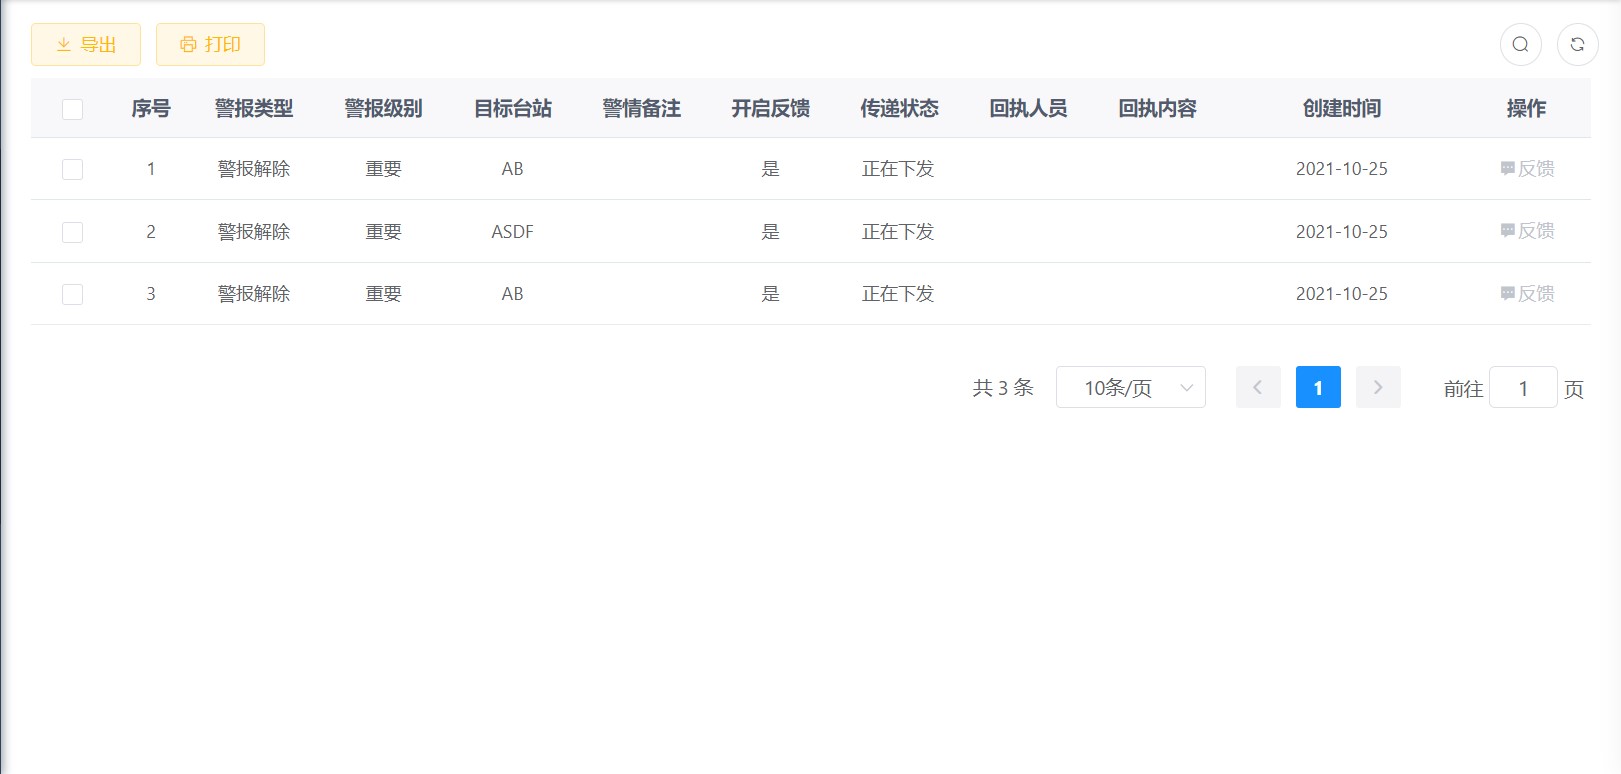 导出 打印
序号 警报类型 警报级别 目标台站 警情备注 开启反馈 传递状态 回执人员 回执内容 创建时间 操作
1 警报解除 重要 AB 是 正在下发 2021-10-25 反馈
2 警报解除 重要 ASDF 是 正在下发 2021-10-25 反馈
3 警报解除 重要 AB 是 正在下发 2021-10-25 反馈
共 3 条 10条/页 1 前往 1 页